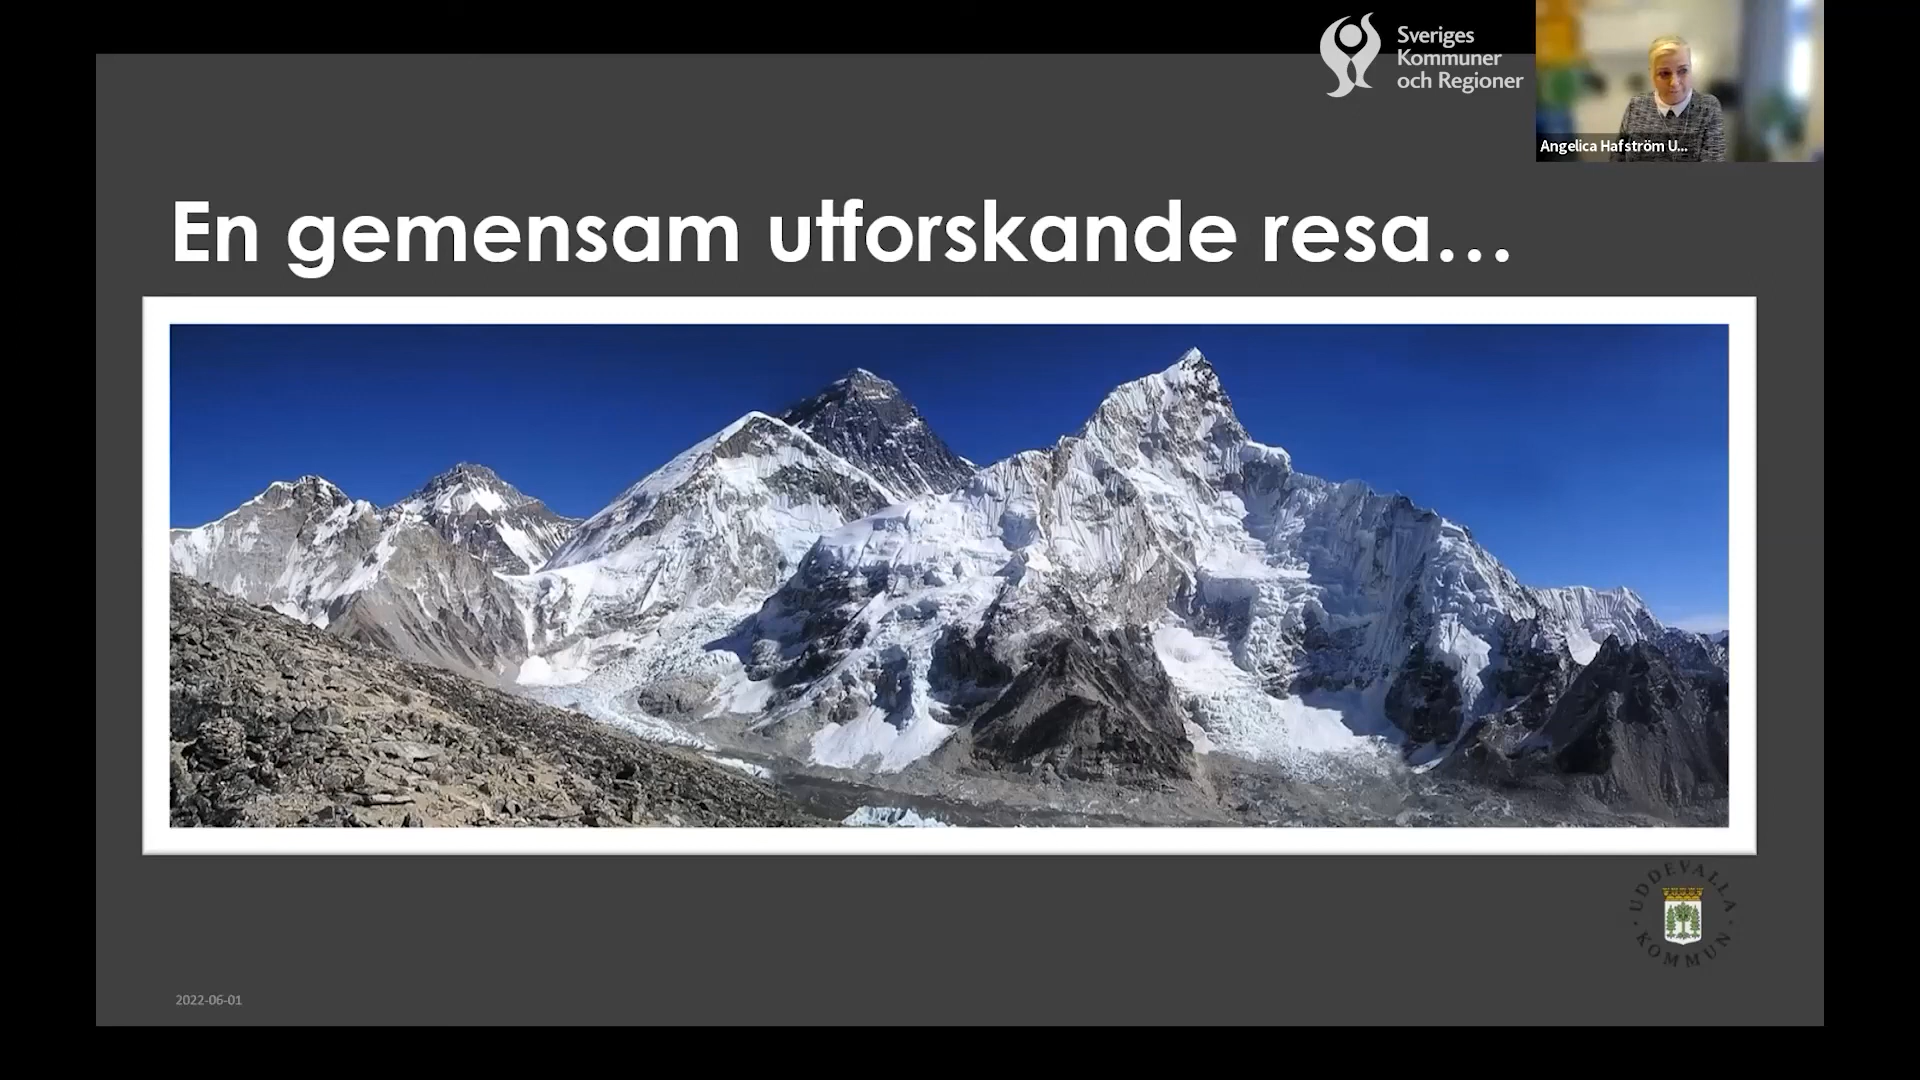 Sveriges
Kommuner
och Regioner
Angelica Hafström U...
En gemensam utforskande resa...
UDDEVALLA
KOMMUN
2022-06-01